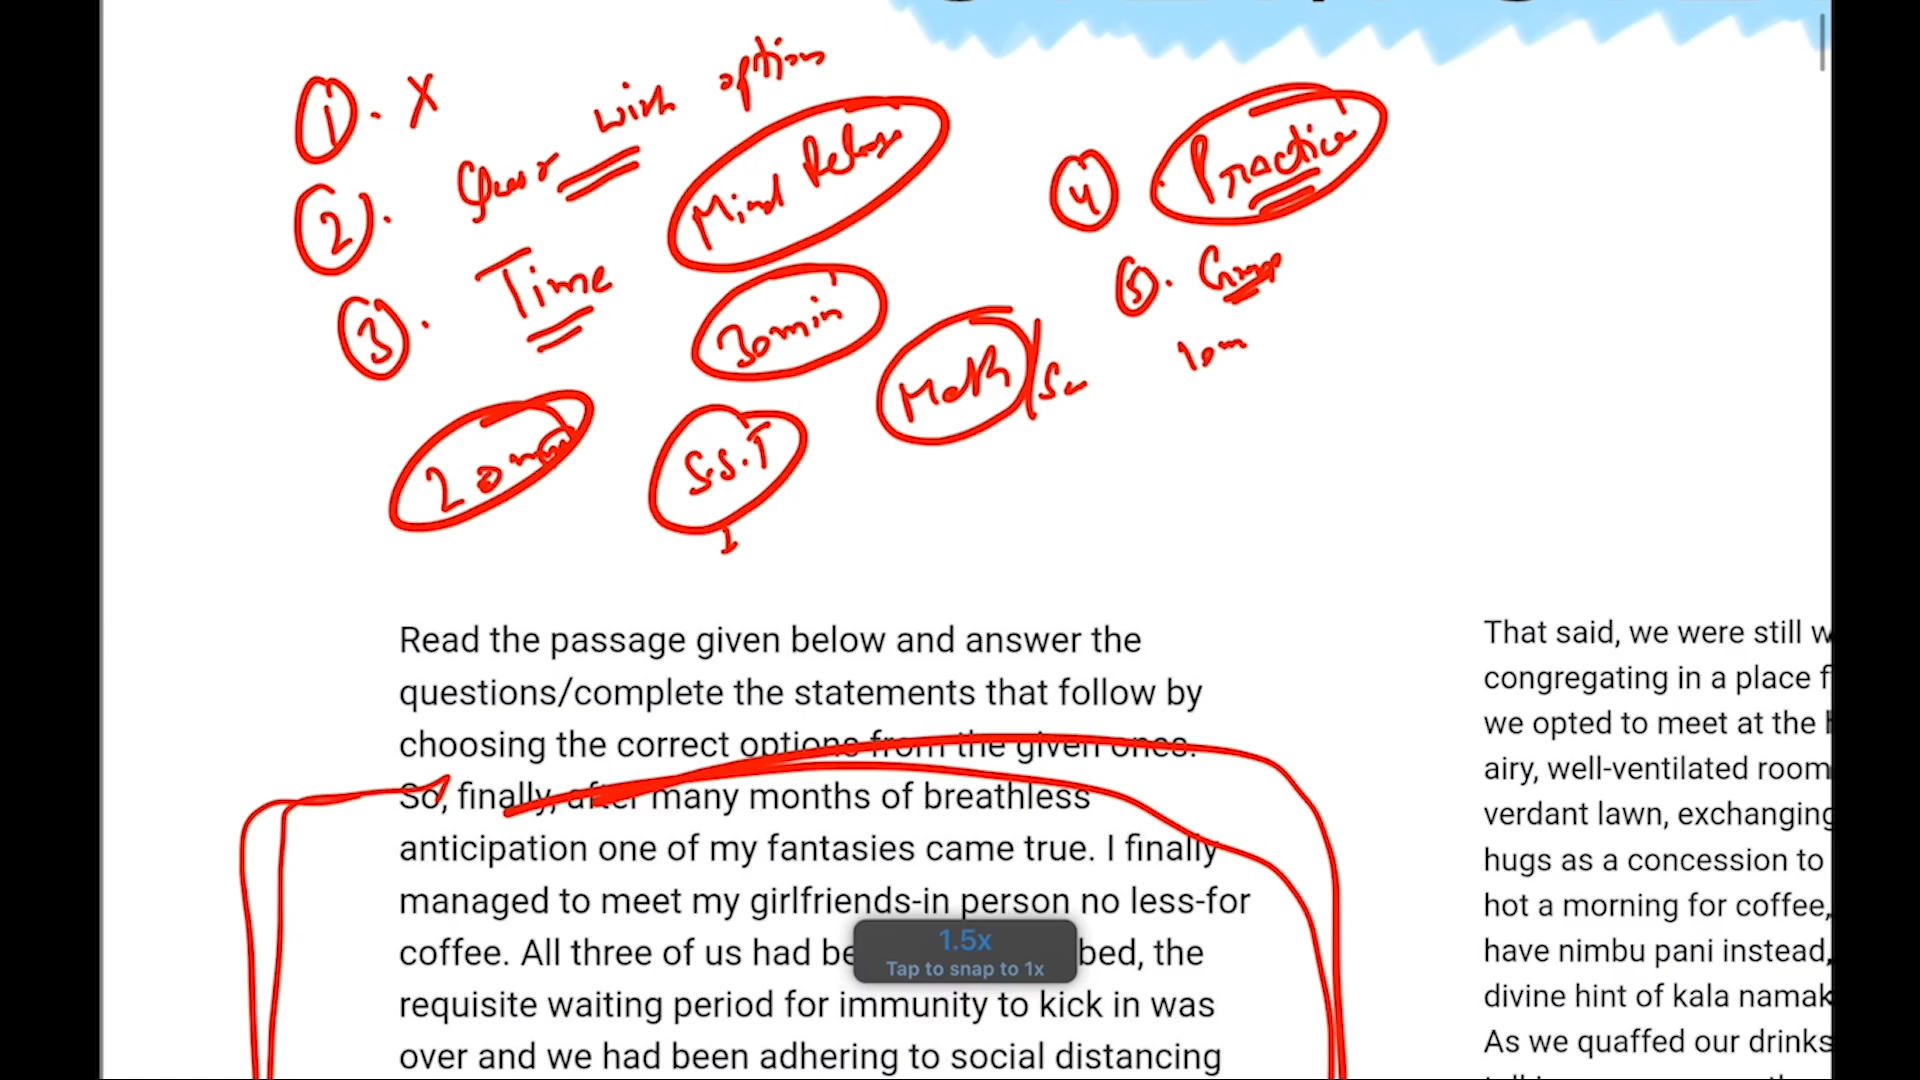 1. X
2. with options
Mind Relax
3. Time
30 min
Math/Sc
20 min
S.S.T
4 Practice
5.
10m
Read the passage given below and answer the
questions/complete the statements that follow by
choosing the correct options from the given ones.
So, finally, after many months of breathless
anticipation one of my fantasies came true. I finally
managed to meet my girlfriends-in person no less-for
coffee. All three of us had be bed, the
requisite waiting period for immunity to kick in was
over and we had been adhering to social distancing
1.5x
Tap to snap to 1x
That said, we were still w
congregating in a place f
we opted to meet at the
airy, well-ventilated room
verdant lawn, exchanging
hugs as a concession to
hot a morning for coffee,
have nimbu pani instead,
divine hint of kala namak
As we quaffed our drinks